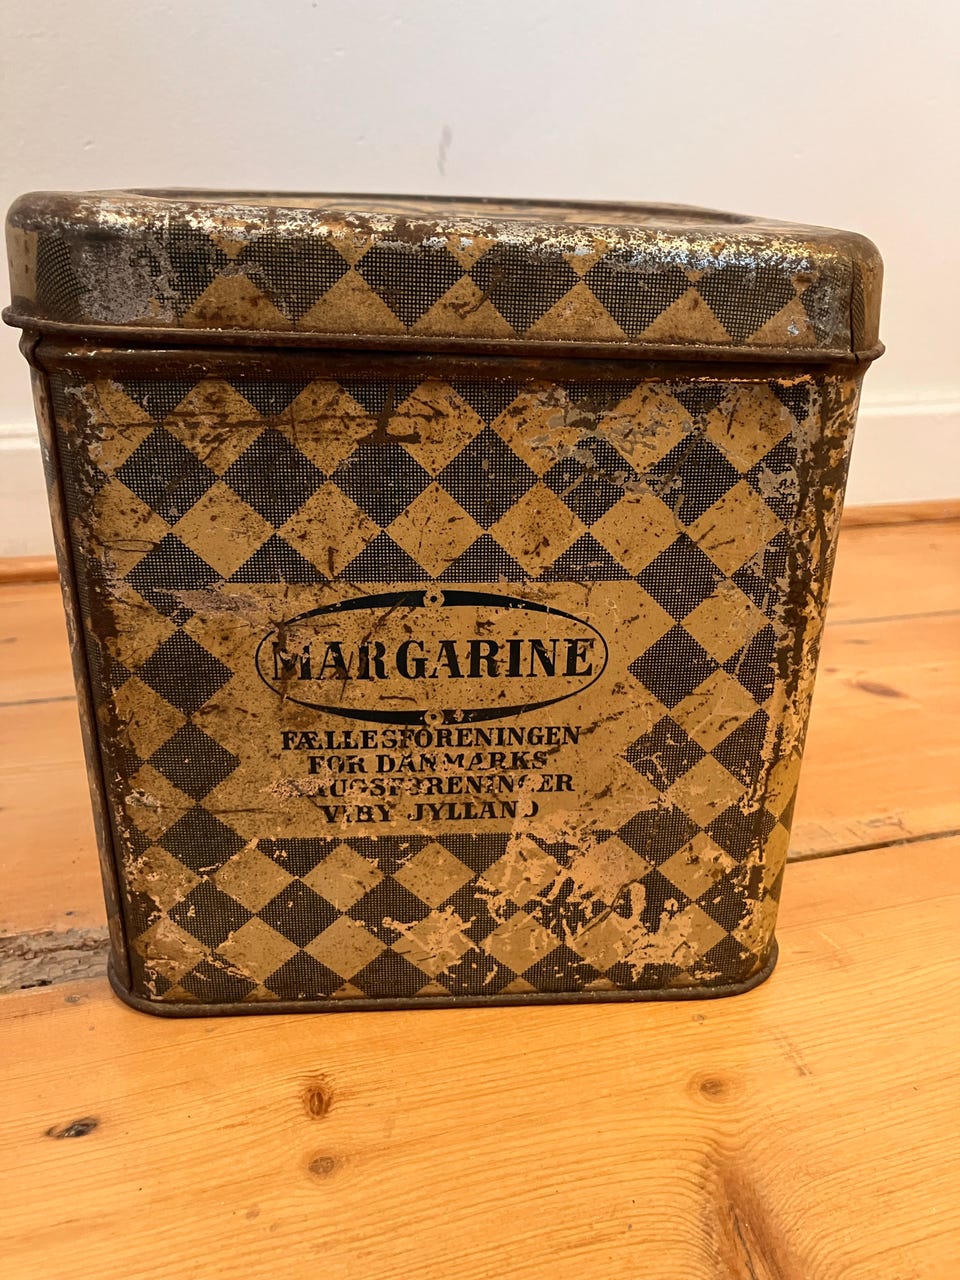 MARGARINE
FÆLLESFORENINGEN
FOR DANMARKS
BRUGSFORENINGER
VIBY JYLLAND